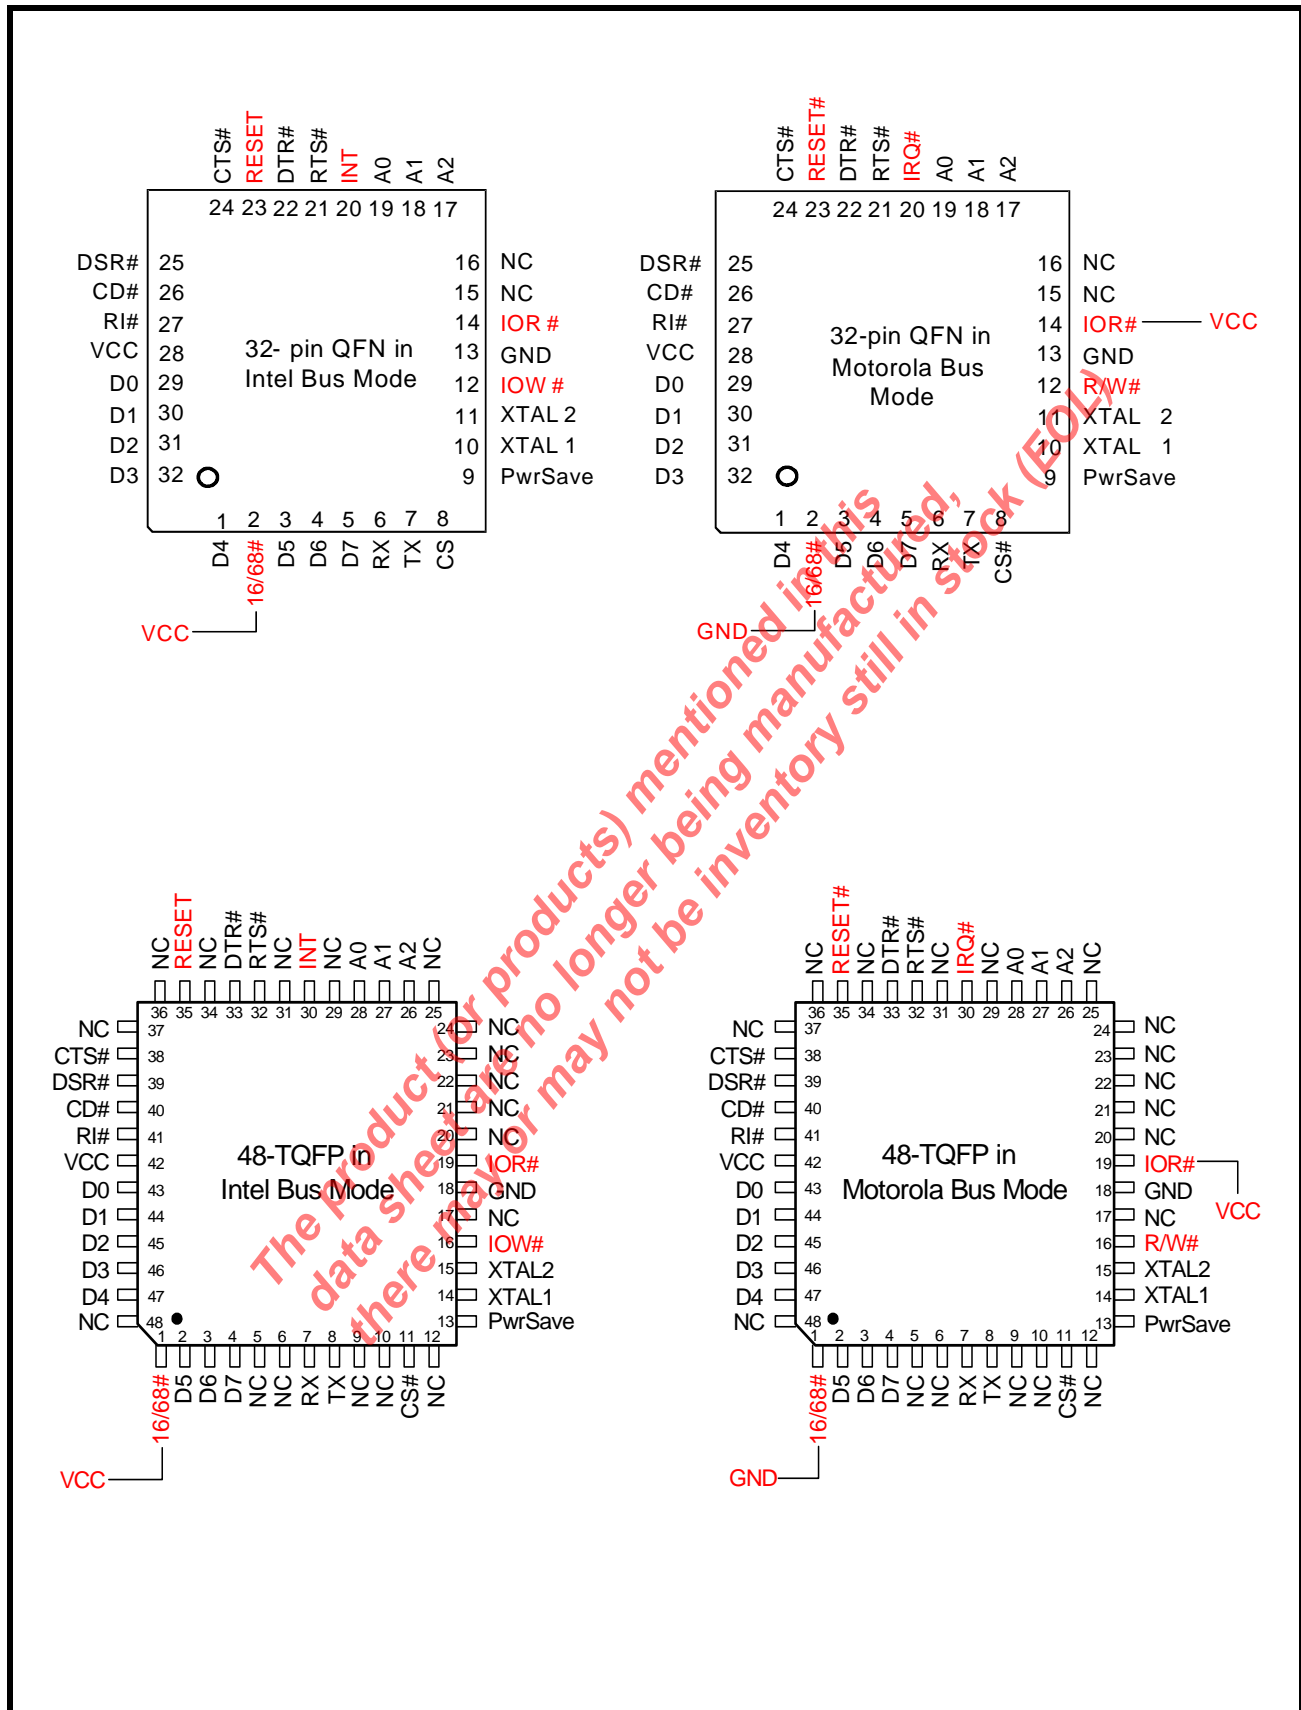 CTS# RESET DTR# RTS# INT A0 A1 A2
24 23 22 21 20 19 18 17
DSR# 25 16 NC
CD# 26 15 NC
RI# 27 14 IOR #
VCC 28 13 GND
D0 29 12 IOW #
D1 30 11 XTAL 2
D2 31 10 XTAL 1
D3 32 9 PwrSave
32- pin QFN in
Intel Bus Mode
1 2 3 4 5 6 7 8
D4 16/68# D5 D6 D7 RX TX CS
VCC
CTS# RESET# DTR# RTS# IRQ# A0 A1 A2
24 23 22 21 20 19 18 17
DSR# 25 16 NC
CD# 26 15 NC
RI# 27 14 IOR# VCC
VCC 28 13 GND
D0 29 12 R/W#
D1 30 11 XTAL 2
D2 31 10 XTAL 1
D3 32 9 PwrSave
32-pin QFN in
Motorola Bus
Mode
1 2 3 4 5 6 7 8
D4 16/68# D5 D6 D7 RX TX CS#
GND
The product (or products) mentioned in this
data sheet are no longer being manufactured,
there may or may not be inventory still in stock (EOL)
NC RESET NC DTR# RTS# NC INT NC A0 A1 A2 NC
36 35 34 33 32 31 30 29 28 27 26 25
NC 37 24 NC
CTS# 38 23 NC
DSR# 39 22 NC
CD# 40 21 NC
RI# 41 20 NC
VCC 42 19 IOR#
D0 43 18 GND
D1 44 17 NC
D2 45 16 IOW#
D3 46 15 XTAL2
D4 47 14 XTAL1
NC 48 13 PwrSave
48-TQFP in
Intel Bus Mode
1 2 3 4 5 6 7 8 9 10 11 12
16/68# D5 D6 D7 NC NC RX TX NC NC CS# NC
VCC
NC RESET# NC DTR# RTS# NC IRQ# NC A0 A1 A2 NC
36 35 34 33 32 31 30 29 28 27 26 25
NC 37 24 NC
CTS# 38 23 NC
DSR# 39 22 NC
CD# 40 21 NC
RI# 41 20 NC
VCC 42 19 IOR#
D0 43 18 GND
VCC
D1 44 17 NC
D2 45 16 R/W#
D3 46 15 XTAL2
D4 47 14 XTAL1
NC 48 13 PwrSave
48-TQFP in
Motorola Bus Mode
1 2 3 4 5 6 7 8 9 10 11 12
16/68# D5 D6 D7 NC NC RX TX NC NC CS# NC
GND